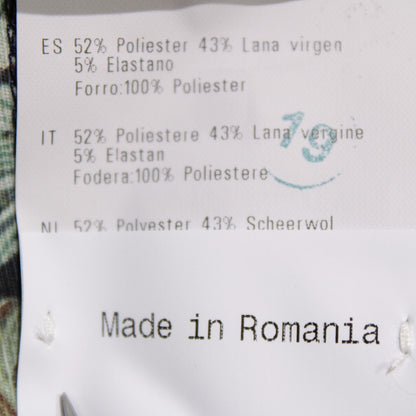 ES 52% Poliester 43% Lana virgen
5% Elastano
Forro:100% Poliester
IT 52% Poliestere 43% Lana vergine
5% Elastan
Fodera:100% Poliestere
19
NL 52% Polyester 43% Scheerwol
Made in Romania